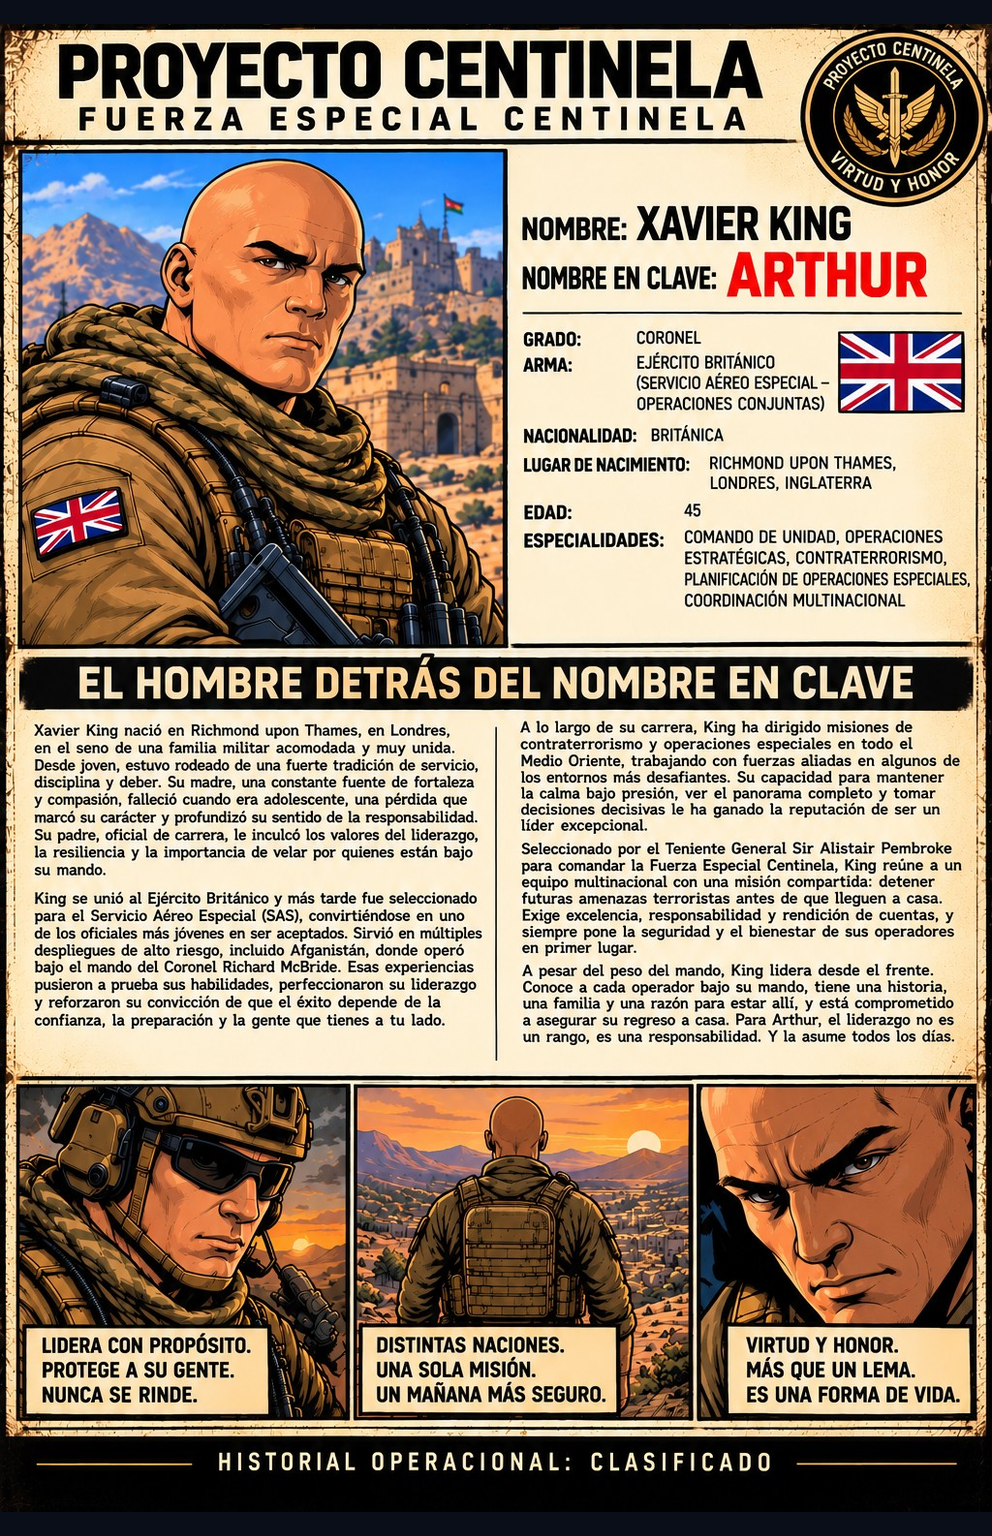 PROYECTO CENTINELA
FUERZA ESPECIAL CENTINELA
PROYECTO CENTINELA
VIRTUD Y HONOR
NOMBRE: XAVIER KING
NOMBRE EN CLAVE: ARTHUR
GRADO: CORONEL
ARMA: EJÉRCITO BRITÁNICO
(SERVICIO AÉREO ESPECIAL –
OPERACIONES CONJUNTAS)
NACIONALIDAD: BRITÁNICA
LUGAR DE NACIMIENTO: RICHMOND UPON THAMES,
LONDRES, INGLATERRA
EDAD: 45
ESPECIALIDADES: COMANDO DE UNIDAD, OPERACIONES
ESTRATÉGICAS, CONTRATERRORISMO,
PLANIFICACIÓN DE OPERACIONES ESPECIALES,
COORDINACIÓN MULTINACIONAL
EL HOMBRE DETRÁS DEL NOMBRE EN CLAVE
Xavier King nació en Richmond upon Thames, en Londres,
en el seno de una familia militar acomodada y muy unida.
Desde joven, estuvo rodeado de una fuerte tradición de servicio,
disciplina y deber. Su madre, una constante fuente de fortaleza
y compasión, falleció cuando era adolescente, una pérdida que
marcó su carácter y profundizó su sentido de la responsabilidad.
Su padre, oficial de carrera, le inculcó los valores del liderazgo,
la resiliencia y la importancia de velar por quienes están bajo
su mando.
King se unió al Ejército Británico y más tarde fue seleccionado
para el Servicio Aéreo Especial (SAS), convirtiéndose en uno
de los oficiales más jóvenes en ser aceptados. Sirvió en múltiples
despliegues de alto riesgo, incluido Afganistán, donde operó
bajo el mando del Coronel Richard McBride. Esas experiencias
pusieron a prueba sus habilidades, perfeccionaron su liderazgo
y reforzaron su convicción de que el éxito depende de la
confianza, la preparación y la gente que tienes a tu lado.
A lo largo de su carrera, King ha dirigido misiones de
contraterrorismo y operaciones especiales en todo el
Medio Oriente, trabajando con fuerzas aliadas en algunos de
los entornos más desafiantes. Su capacidad para mantener
la calma bajo presión, ver el panorama completo y tomar
decisiones decisivas le ha ganado la reputación de ser un
líder excepcional.
Seleccionado por el Teniente General Sir Alistair Pembroke
para comandar la Fuerza Especial Centinela, King reúne a un
equipo multinacional con una misión compartida: detener
futuras amenazas terroristas antes de que lleguen a casa.
Exige excelencia, responsabilidad y rendición de cuentas, y
siempre pone la seguridad y el bienestar de sus operadores
en primer lugar.
A pesar del peso del mando, King lidera desde el frente.
Conoce a cada operador bajo su mando, tiene una historia,
una familia y una razón para estar allí, y está comprometido
a asegurar su regreso a casa. Para Arthur, el liderazgo no es
un rango, es una responsabilidad. Y la asume todos los días.
LIDERA CON PROPÓSITO.
PROTEGE A SU GENTE.
NUNCA SE RINDE.
DISTINTAS NACIONES.
UNA SOLA MISIÓN.
UN MAÑANA MÁS SEGURO.
VIRTUD Y HONOR.
MÁS QUE UN LEMA.
ES UNA FORMA DE VIDA.
HISTORIAL OPERACIONAL: CLASIFICADO